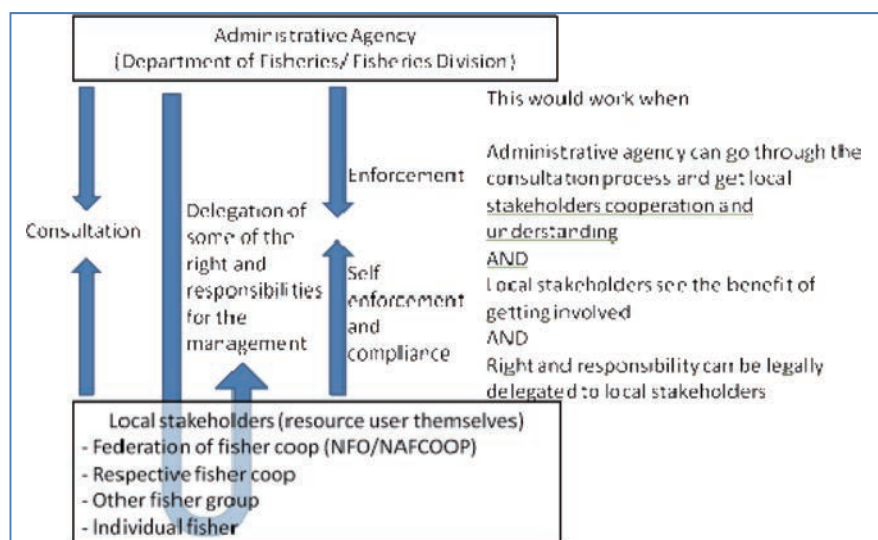 Administrative Agency
(Department of Fisheries/ Fisheries Division)
This would work when
Administrative agency can go through the
consultation process and get local
stakeholders cooperation and
understanding
AND
Local stakeholders see the benefit of
getting involved
AND
Right and responsibility can be legally
delegated to local stakeholders
Consultation
Delegation of
some of the
right and
responsibilities
for the
management
Enforcement
Self
enforcement
and
compliance
Local stakeholders (resource user themselves)
- Federation of fisher coop (NFO/NAFCOOP)
- Respective fisher coop
- Other fisher group
- Individual fisher